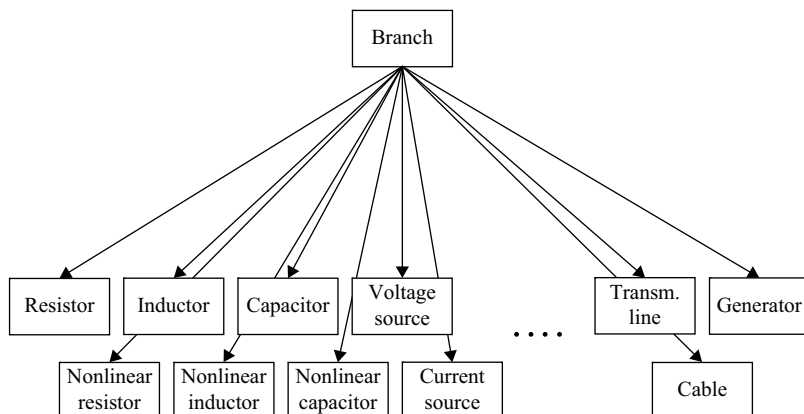 Branch
Resistor
Inductor
Capacitor
Voltage
source
. . . .
Transm.
line
Generator
Nonlinear
resistor
Nonlinear
inductor
Nonlinear
capacitor
Current
source
Cable